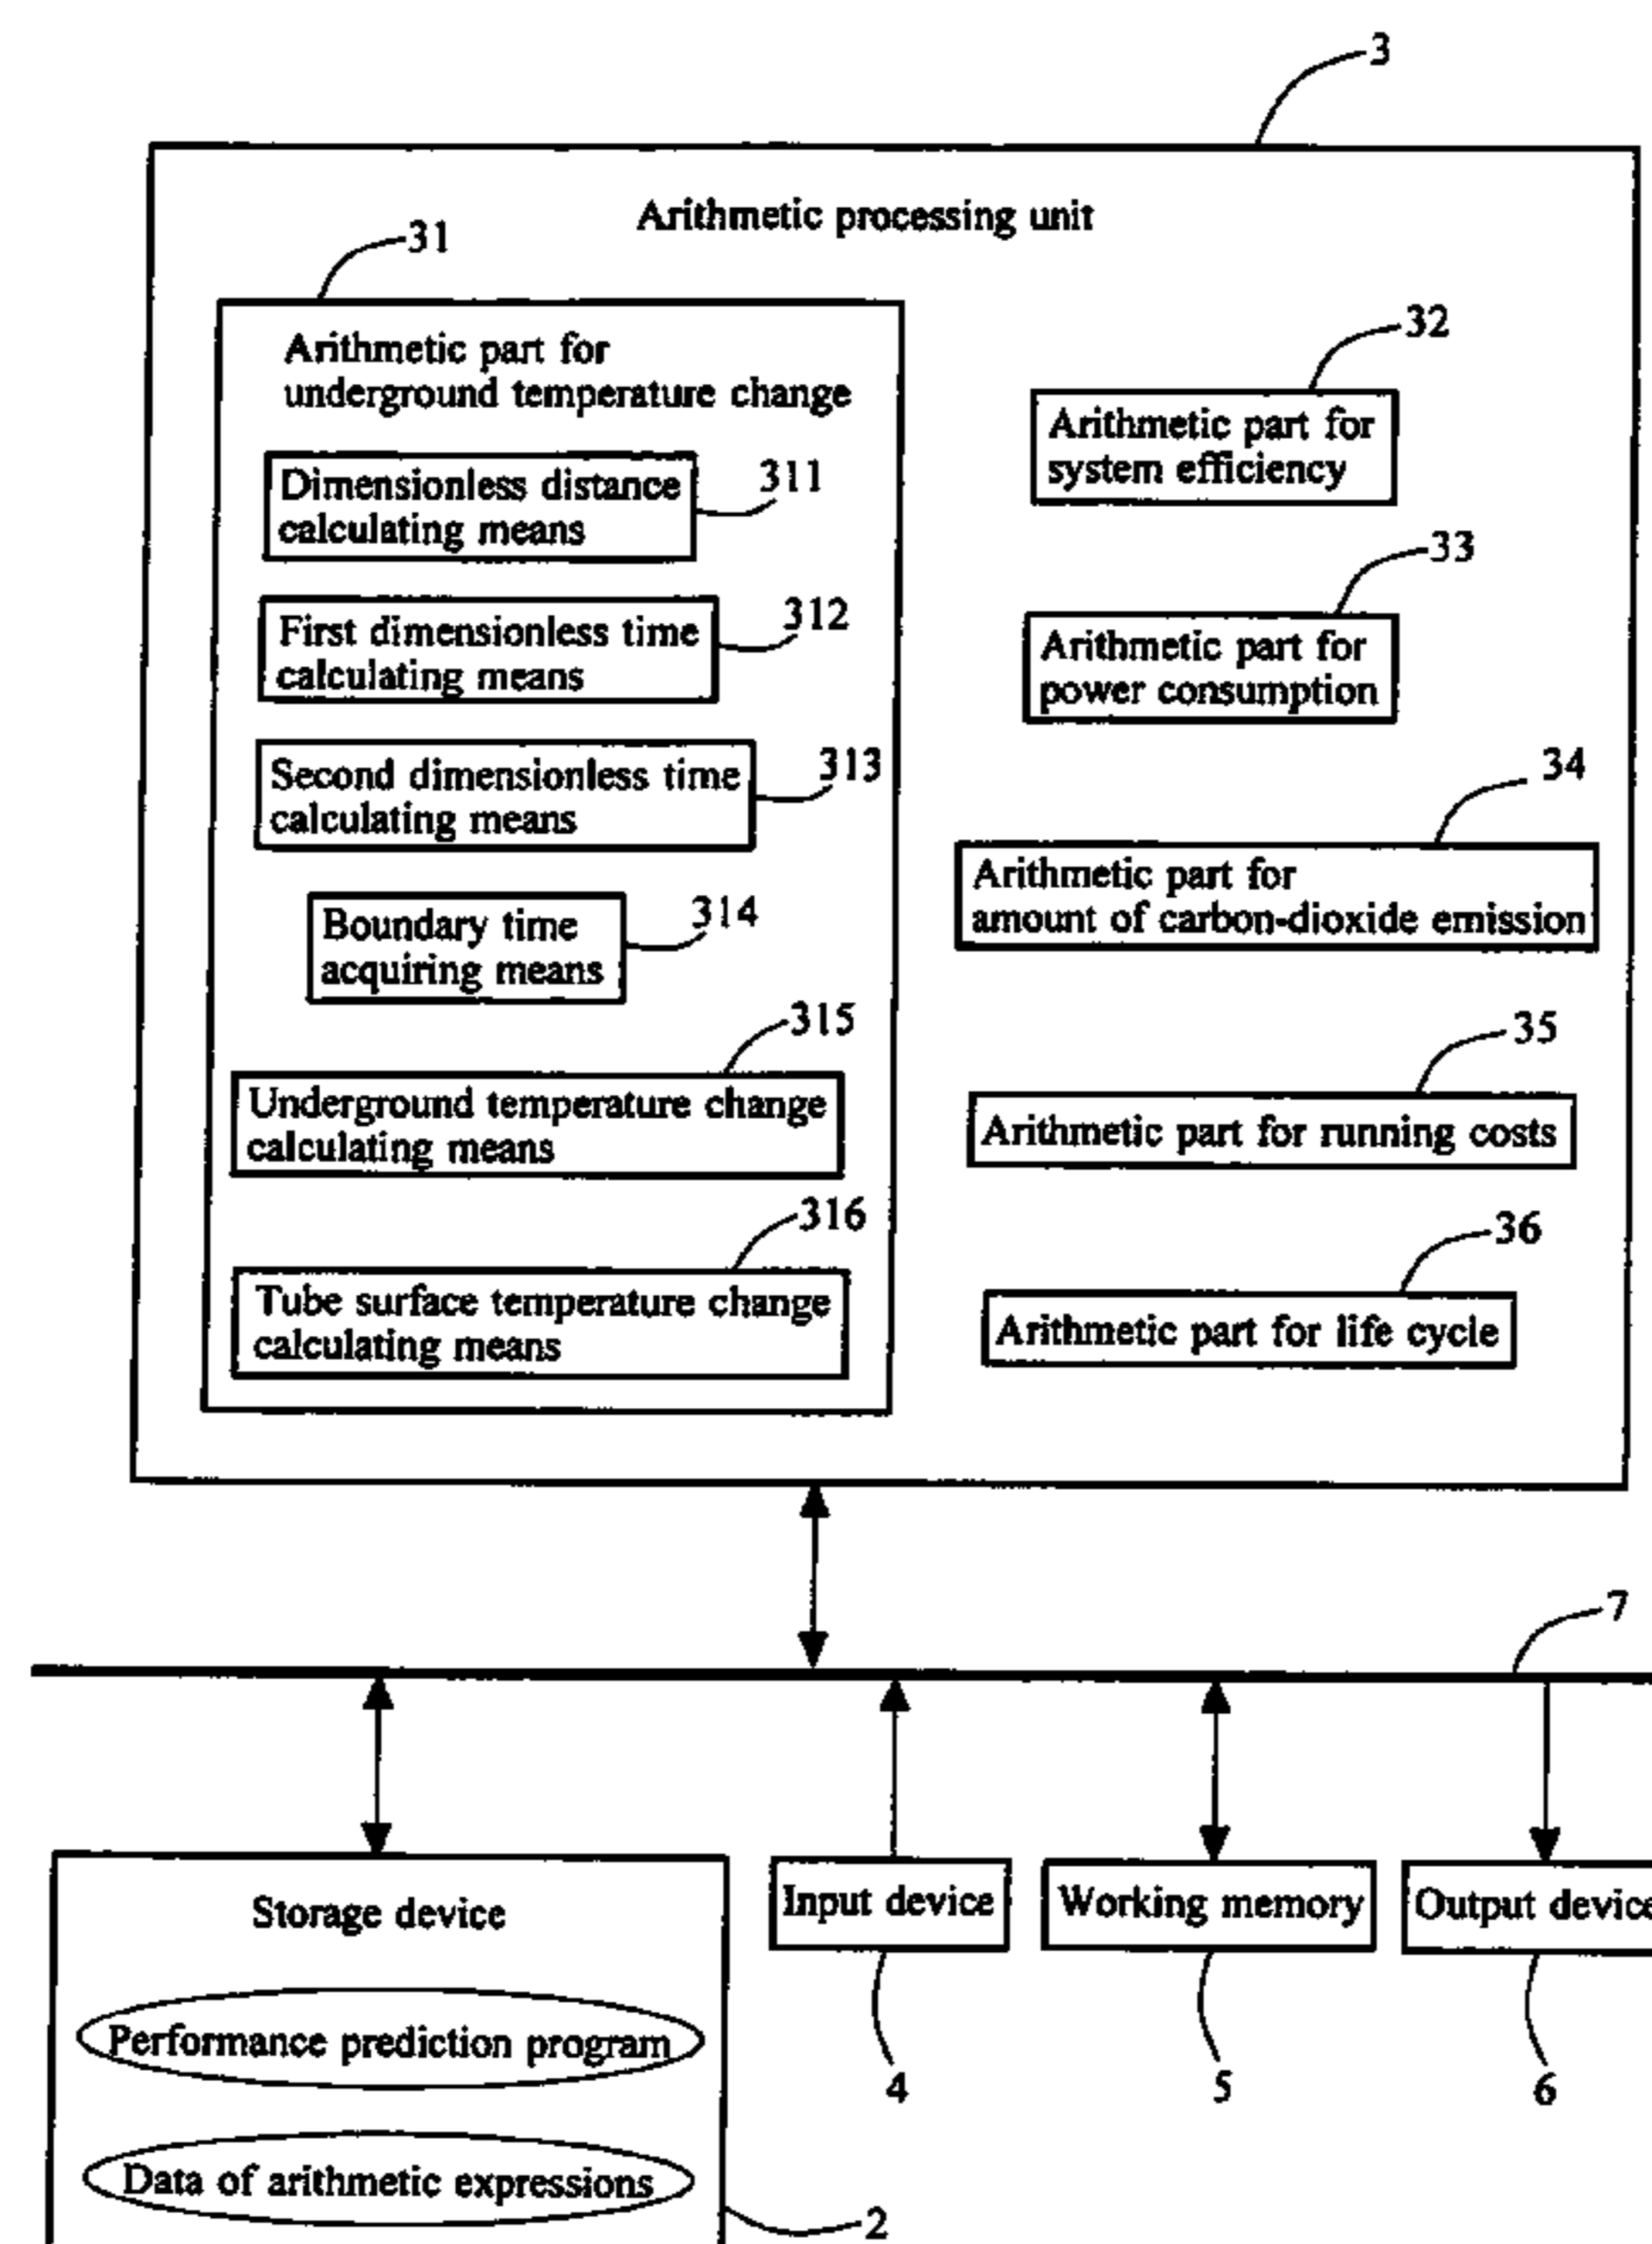 3
Arithmetic processing unit
31
Arithmetic part for
underground temperature change
Dimensionless distance
calculating means
311
First dimensionless time
calculating means
312
Second dimensionless time
calculating means
313
Boundary time
acquiring means
314
315
Underground temperature change
calculating means
316
Tube surface temperature change
calculating means
32
Arithmetic part for
system efficiency
33
Arithmetic part for
power consumption
34
Arithmetic part for
amount of carbon-dioxide emission
35
Arithmetic part for running costs
36
Arithmetic part for life cycle
7
Storage device
Performance prediction program
Data of arithmetic expressions
2
Input device
4
Working memory
5
Output device
6